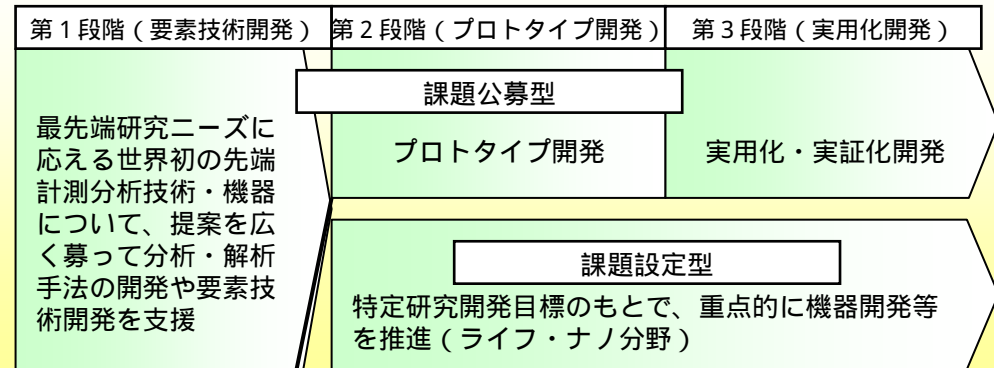 第１段階（要素技術開発）
第２段階（プロトタイプ開発）
第３段階（実用化開発）
課題公募型
最先端研究ニーズに
応える世界初の先端
計測分析技術・機器
について、提案を広
く募って分析・解析
手法の開発や要素技
術開発を支援
プロトタイプ開発
実用化・実証化開発
課題設定型
特定研究開発目標のもとで、重点的に機器開発等
を推進（ライフ・ナノ分野）